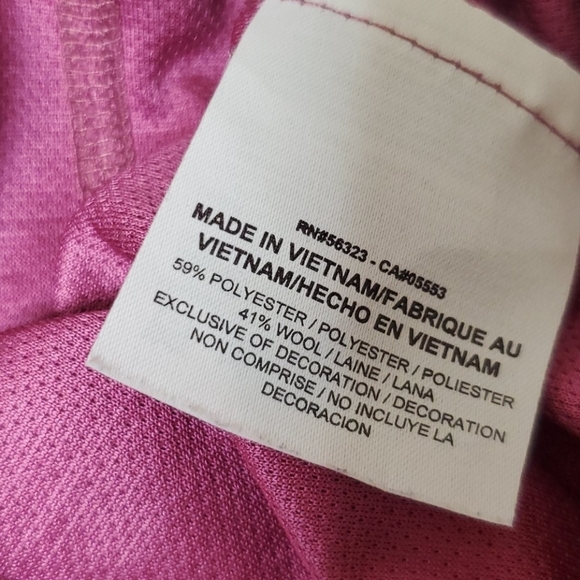 RN#56323 - CA#05553
MADE IN VIETNAM/FABRIQUE AU
VIETNAM/HECHO EN VIETNAM
59% POLYESTER / POLYESTER / POLIESTER
41% WOOL / LAINE / LANA
EXCLUSIVE OF DECORATION / DECORATION
NON COMPRISE / NO INCLUYE LA
DECORACION